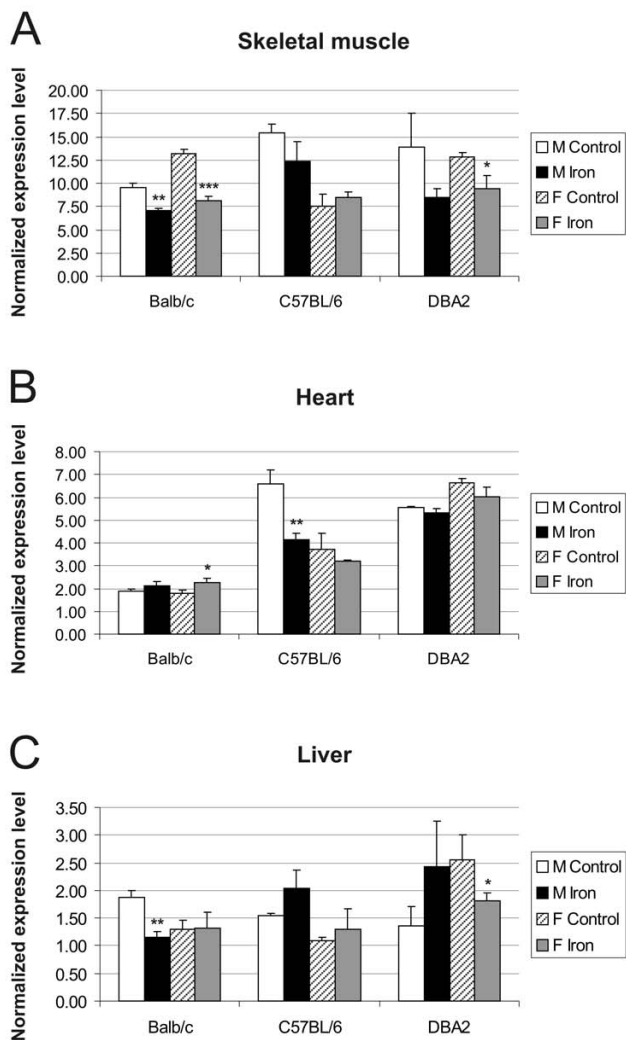 A
Skeletal muscle
Normalized expression level
20.00
17.50
15.00
12.50
10.00
7.50
5.00
2.50
0.00
**
***
*
Balb/c
C57BL/6
DBA2
M Control
M Iron
F Control
F Iron
B
Heart
Normalized expression level
8.00
7.00
6.00
5.00
4.00
3.00
2.00
1.00
0.00
*
**
Balb/c
C57BL/6
DBA2
M Control
M Iron
F Control
F Iron
C
Liver
Normalized expression level
3.50
3.00
2.50
2.00
1.50
1.00
0.50
0.00
**
*
Balb/c
C57BL/6
DBA2
M Control
M Iron
F Control
F Iron